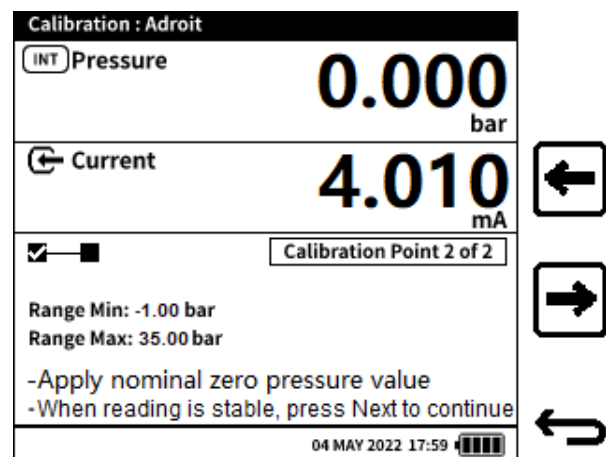 Calibration : Adroit
INT Pressure
0.000
bar
Current
4.010
mA
Calibration Point 2 of 2
Range Min: -1.00 bar
Range Max: 35.00 bar
-Apply nominal zero pressure value
-When reading is stable, press Next to continue
04 MAY 2022 17:59